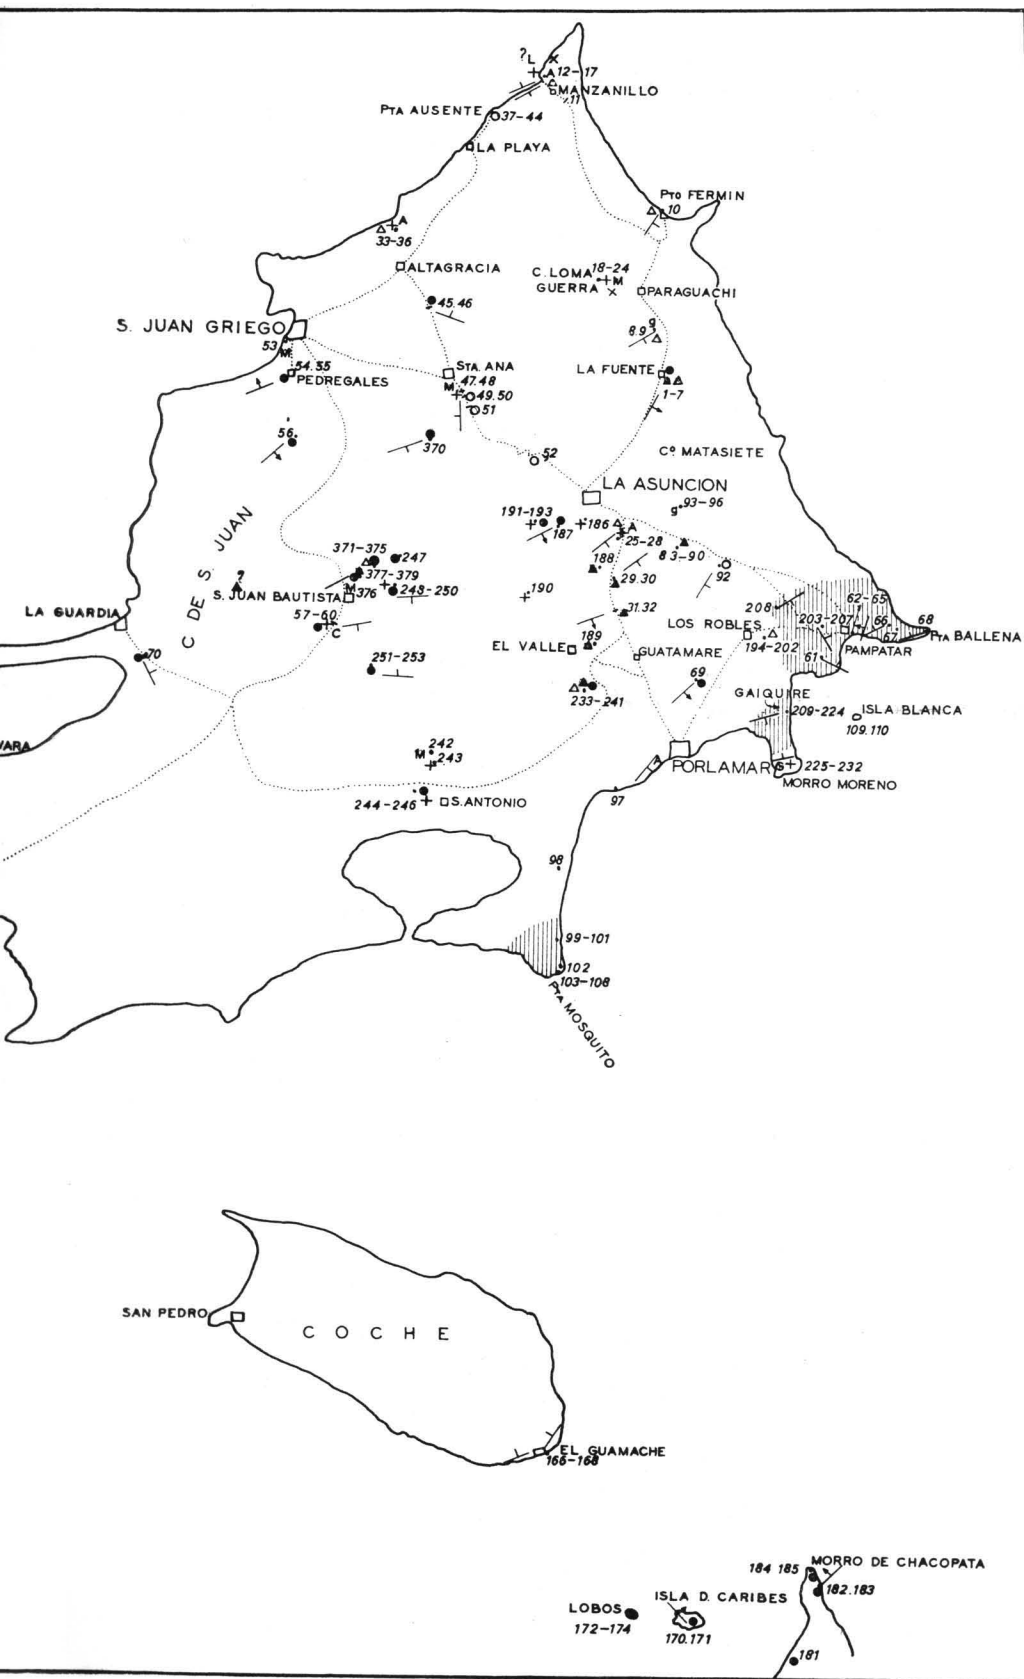 ? L
A 12-17
MANZANILLO
11
PTA AUSENTE
37-44
LA PLAYA
PTO FERMIN
10
A
33-36
ALTAGRACIA
C. LOMA 18-24
GUERRA
M
PARAGUACHI
45.46
S. JUAN GRIEGO
8.9 g
53
M
54.55
PEDREGALES
STA. ANA
47.48
M
49.50
51
LA FUENTE
1-7
56
370
52
Cº MATASIETE
LA ASUNCION
93-96
g
191-193
187
186
A
25-28
83-90
C DE S. JUAN
371-375
247
188
92
?
377-379
29.30
190
S. JUAN BAUTISTA
M
376
248-250
208
62-65
LA GUARDIA
57-60
C
31.32
LOS ROBLES
203-207
66
68
67
PTA BALLENA
189
EL VALLE
GUATAMARE
194-202
PAMPATAR
61
70
251-253
69
233-241
GAIQUIRE
209-224
ISLA BLANCA
109.110
VARA
242
M
243
A
PORLAMAR
G
225-232
MORRO MORENO
244-246
S. ANTONIO
97
98
99-101
102
103-108
PTA MOSQUITO
SAN PEDRO
COCHE
EL GUAMACHE
166-168
184 185
MORRO DE CHACOPATA
182.183
LOBOS
172-174
ISLA D. CARIBES
170.171
181